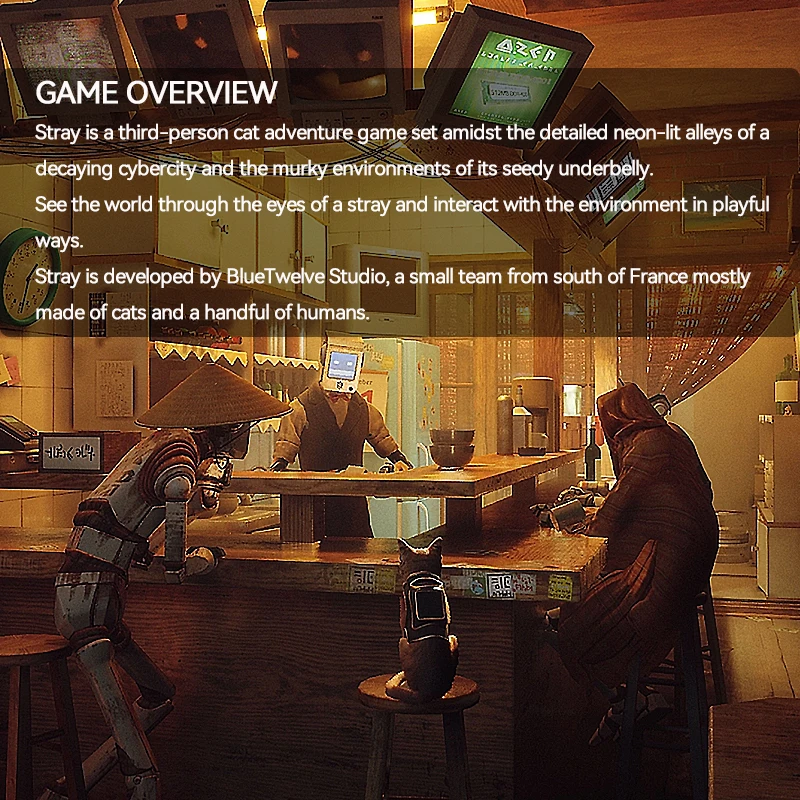 GAME OVERVIEW
Stray is a third-person cat adventure game set amidst the detailed neon-lit alleys of a
decaying cybercity and the murky environments of its seedy underbelly.
See the world through the eyes of a stray and interact with the environment in playful
ways.
Stray is developed by BlueTwelve Studio, a small team from south of France mostly
made of cats and a handful of humans.